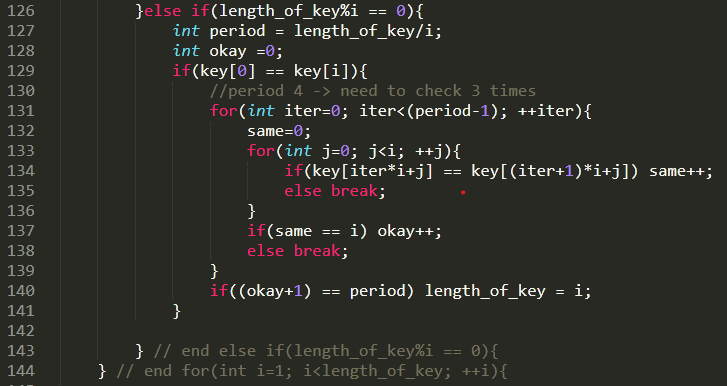 126 }else if(length_of_key%i == 0){
127 int period = length_of_key/i;
128 int okay =0;
129 if(key[0] == key[i]){
130 //period 4 -> need to check 3 times
131 for(int iter=0; iter<(period-1); ++iter){
132 same=0;
133 for(int j=0; j<i; ++j){
134 if(key[iter*i+j] == key[(iter+1)*i+j]) same++;
135 else break;
136 }
137 if(same == i) okay++;
138 else break;
139 }
140 if((okay+1) == period) length_of_key = i;
141 }
142
143 } // end else if(length_of_key%i == 0){
144 } // end for(int i=1; i<length_of_key; ++i){